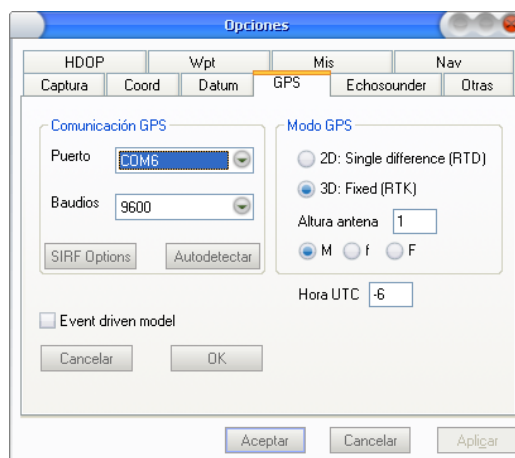 Opciones
HDOP Wpt Mis Nav
Captura Coord Datum GPS Echosounder Otras
Comunicación GPS
Puerto COM6
Baudios 9600
SIRF Options Autodetectar
Event driven model
Cancelar OK
Modo GPS
2D: Single difference (RTD)
3D: Fixed (RTK)
Altura antena 1
M f F
Hora UTC -6
Aceptar Cancelar Aplicar